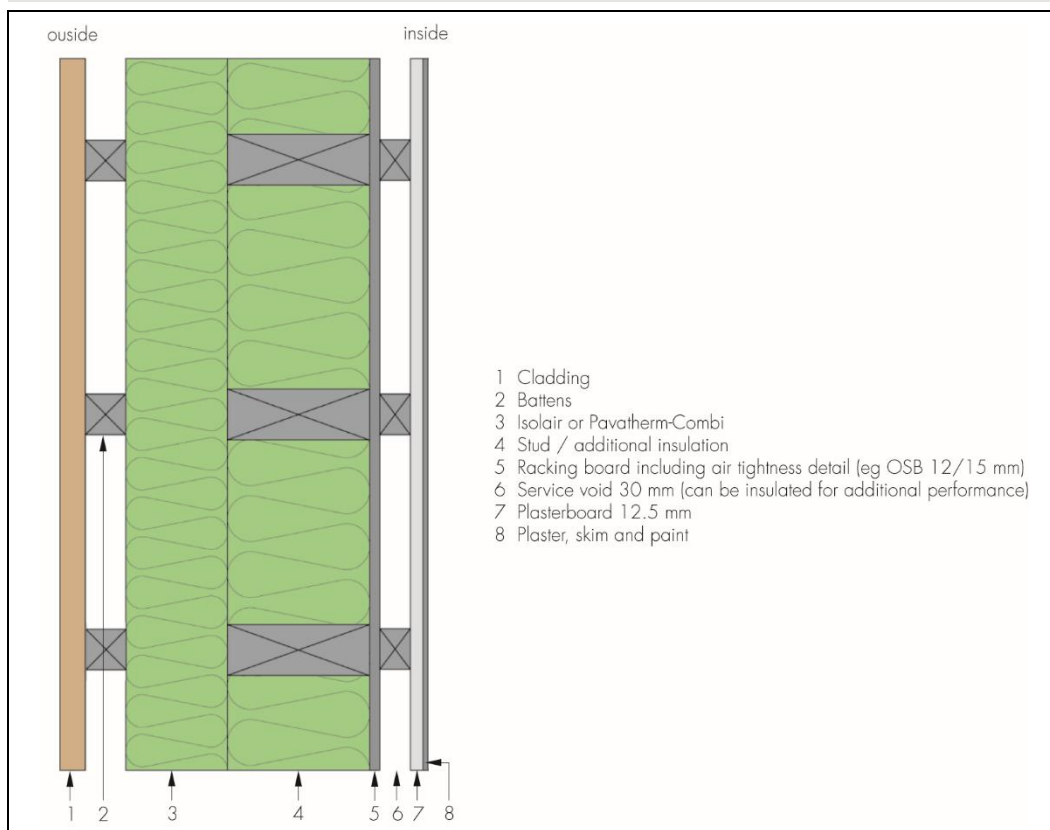 ouside
inside
1 Cladding
2 Battens
3 Isolair or Pavatherm-Combi
4 Stud / additional insulation
5 Racking board including air tightness detail (eg OSB 12/15 mm)
6 Service void 30 mm (can be insulated for additional performance)
7 Plasterboard 12.5 mm
8 Plaster, skim and paint
1 2 3 4 5 6 7 8